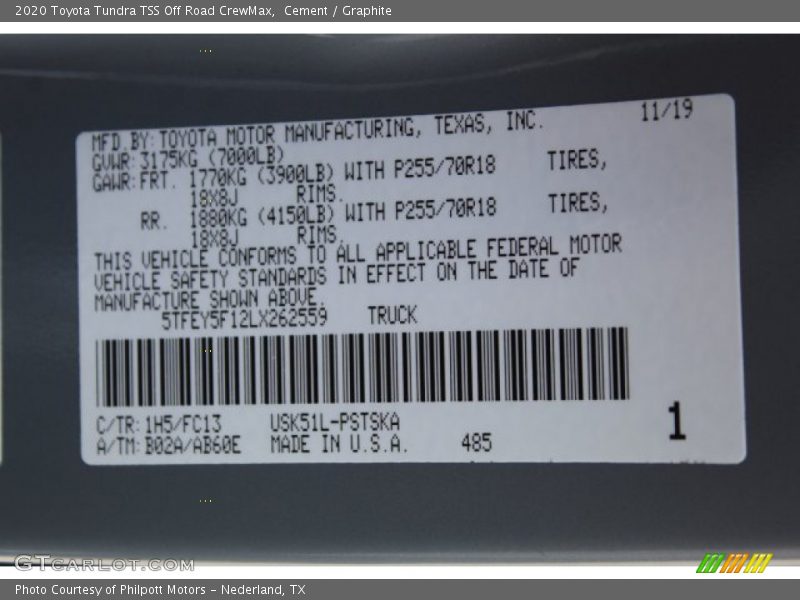 2020 Toyota Tundra TSS Off Road CrewMax, Cement / Graphite
11/19
MFD.BY: TOYOTA MOTOR MANUFACTURING, TEXAS, INC.
GVWR: 3175KG (7000LB)
GAWR: FRT. 1770KG (3900LB) WITH P255/70R18 TIRES,
18X8J RIMS.
RR. 1880KG (4150LB) WITH P255/70R18 TIRES,
18X8J RIMS.
THIS VEHICLE CONFORMS TO ALL APPLICABLE FEDERAL MOTOR
VEHICLE SAFETY STANDARDS IN EFFECT ON THE DATE OF
MANUFACTURE SHOWN ABOVE.
5TFEY5F12LX262559 TRUCK
C/TR: 1H5/FC13 USK51L-PSTSKA
A/TM: B02A/AB60E MADE IN U.S.A. 485
1
GTCARLOT.COM
Photo Courtesy of Philpott Motors - Nederland, TX